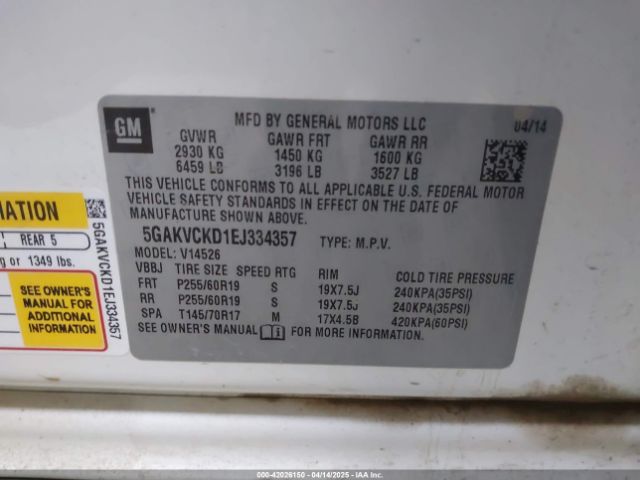 GM
MFD BY GENERAL MOTORS LLC 04/14
GVWR GAWR FRT GAWR RR
2930 KG 1450 KG 1600 KG
6459 LB 3196 LB 3527 LB
THIS VEHICLE CONFORMS TO ALL APPLICABLE U.S. FEDERAL MOTOR
VEHICLE SAFETY STANDARDS IN EFFECT ON THE DATE OF
MANUFACTURE SHOWN ABOVE.
5GAKVCKD1EJ334357 TYPE: M.P.V.
MODEL: V14526
VBBJ TIRE SIZE SPEED RTG RIM COLD TIRE PRESSURE
FRT P255/60R19 S 19X7.5J 240KPA(35PSI)
RR P255/60R19 S 19X7.5J 240KPA(35PSI)
SPA T145/70R17 M 17X4.5B 420KPA(60PSI)
SEE OWNER'S MANUAL FOR MORE INFORMATION
MATION
REAR 5
or 1349 lbs.
SEE OWNER'S
MANUAL FOR
ADDITIONAL
INFORMATION
5GAKVCKD1EJ334357
000-42026150 - 04/14/2025 - IAAI.COM